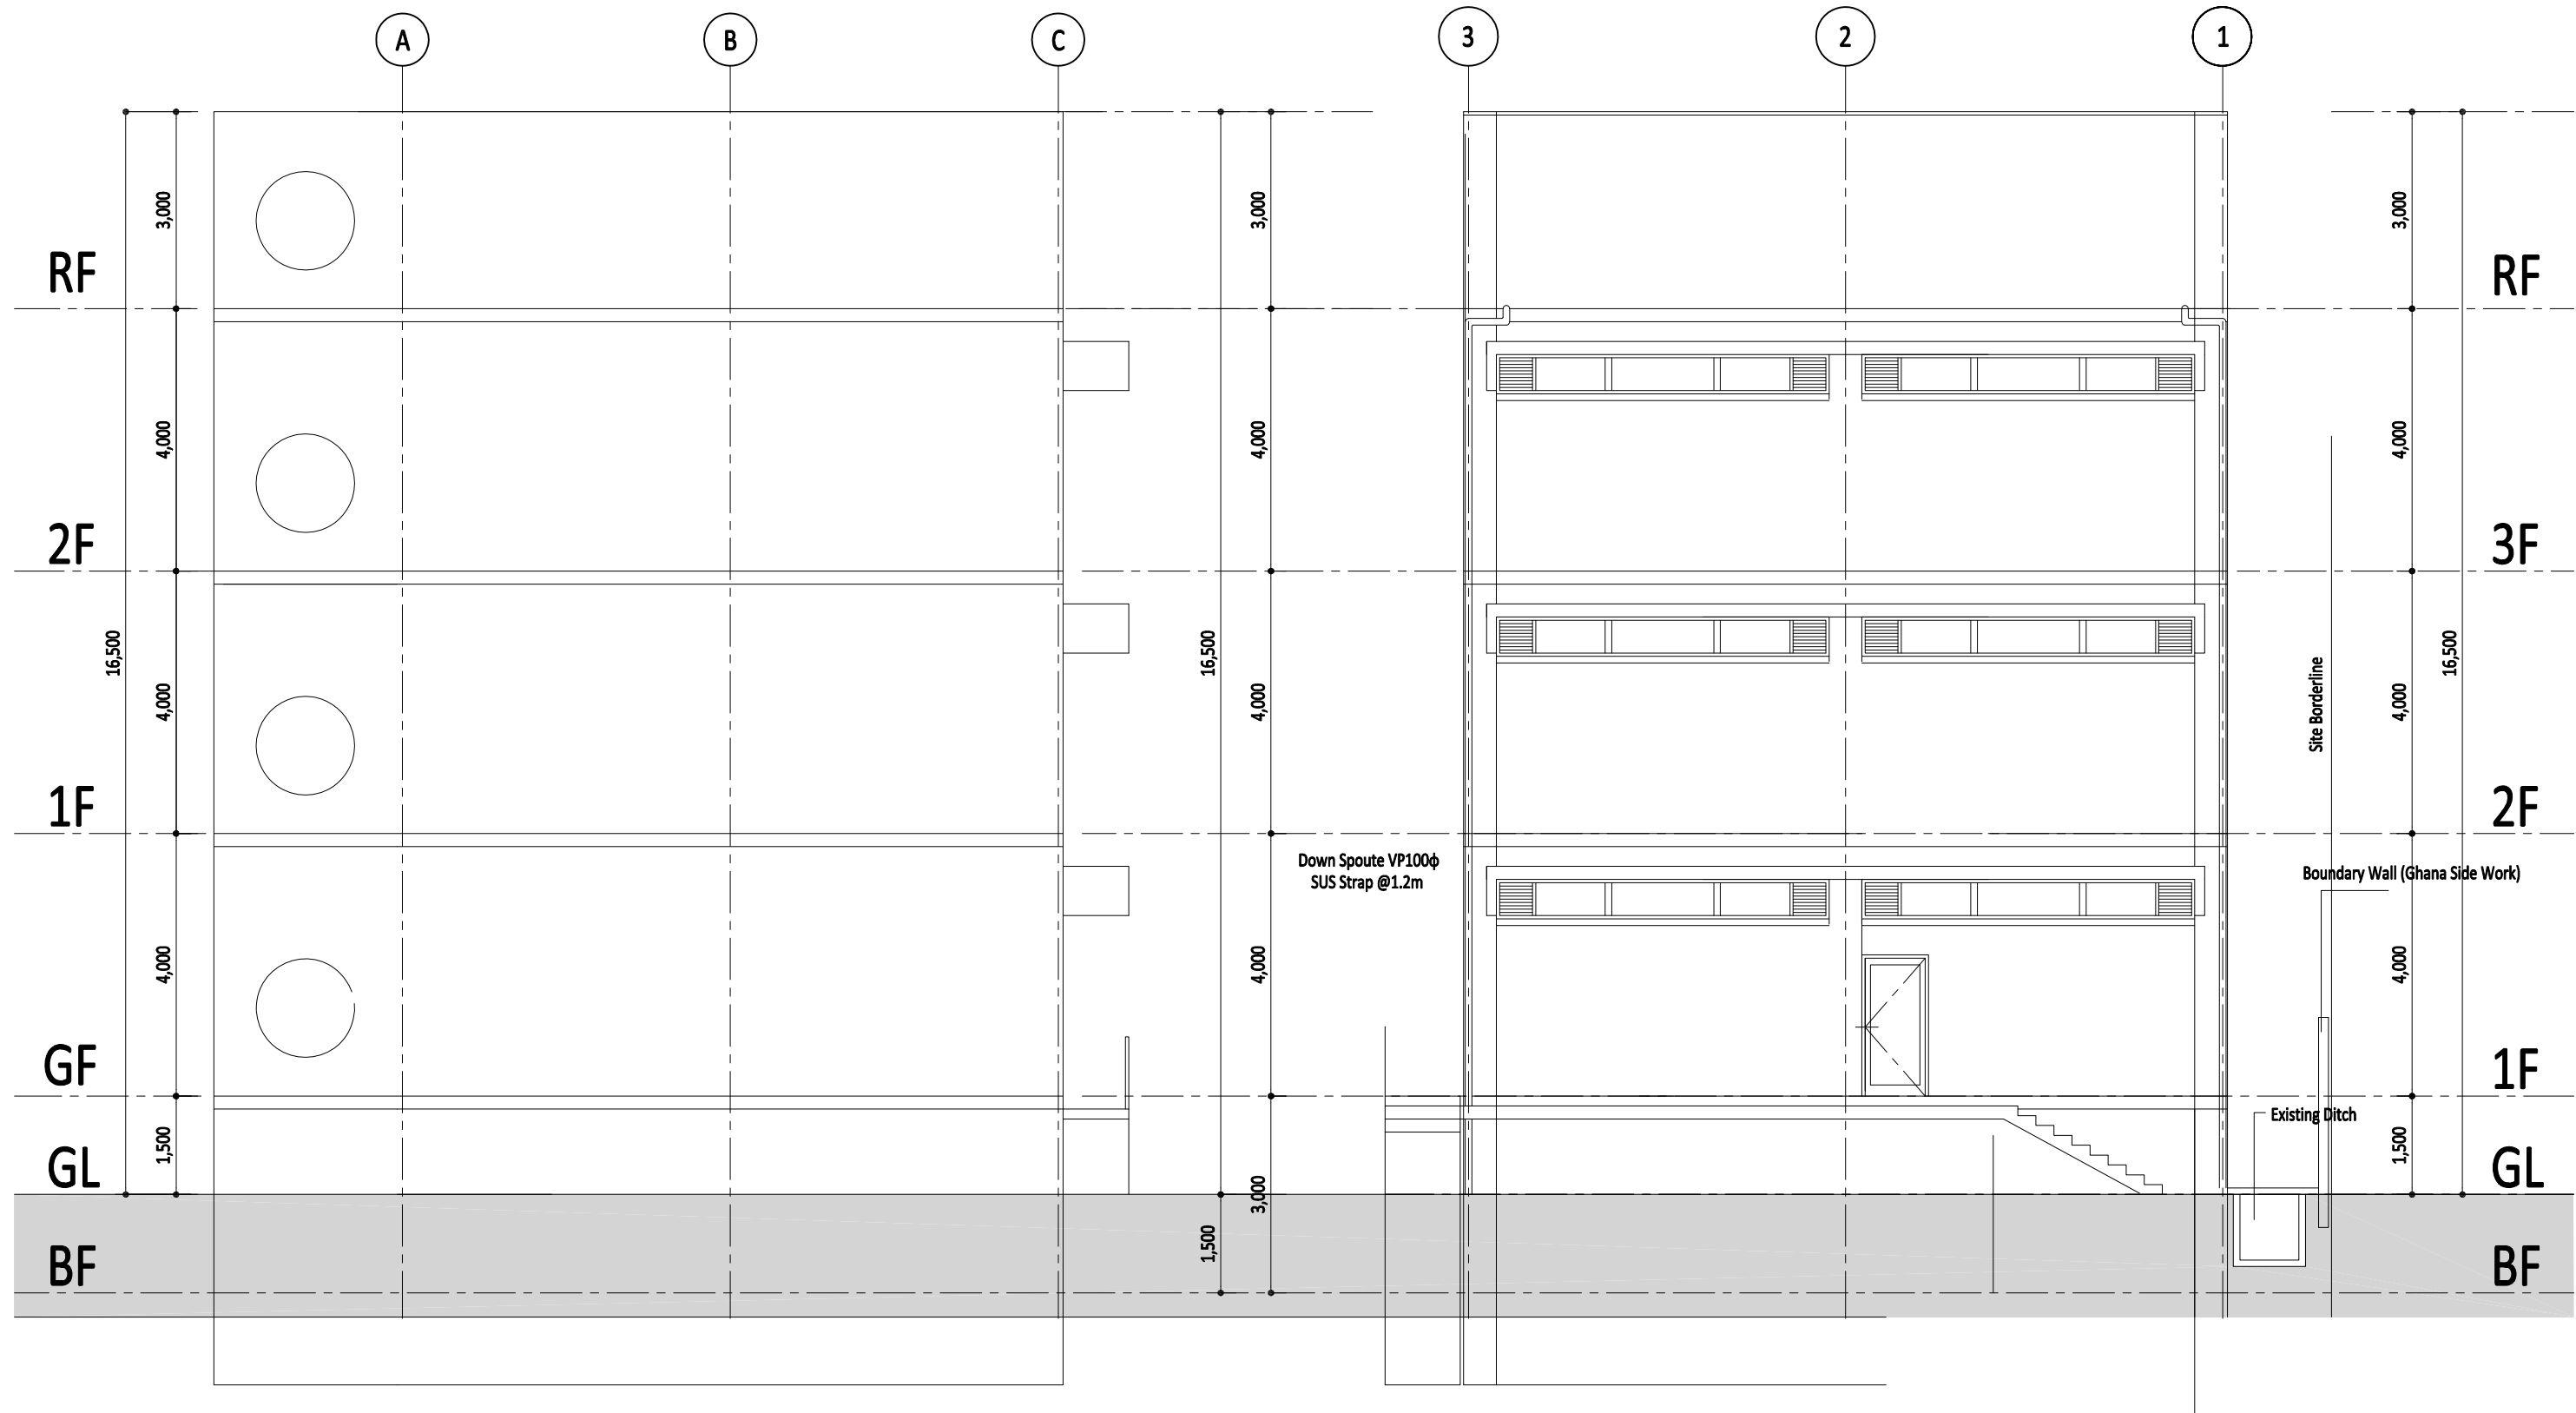 A
B
C
3
2
1
3,000
3,000
3,000
RF
RF
4,000
4,000
4,000
2F
3F
16,500
16,500
16,500
4,000
4,000
4,000
Site Borderline
1F
2F
Down Spoute VP100ϕ
SUS Strap @1.2m
Boundary Wall (Ghana Side Work)
4,000
4,000
4,000
GF
1F
Existing Ditch
1,500
1,500
GL
GL
3,000
1,500
BF
BF